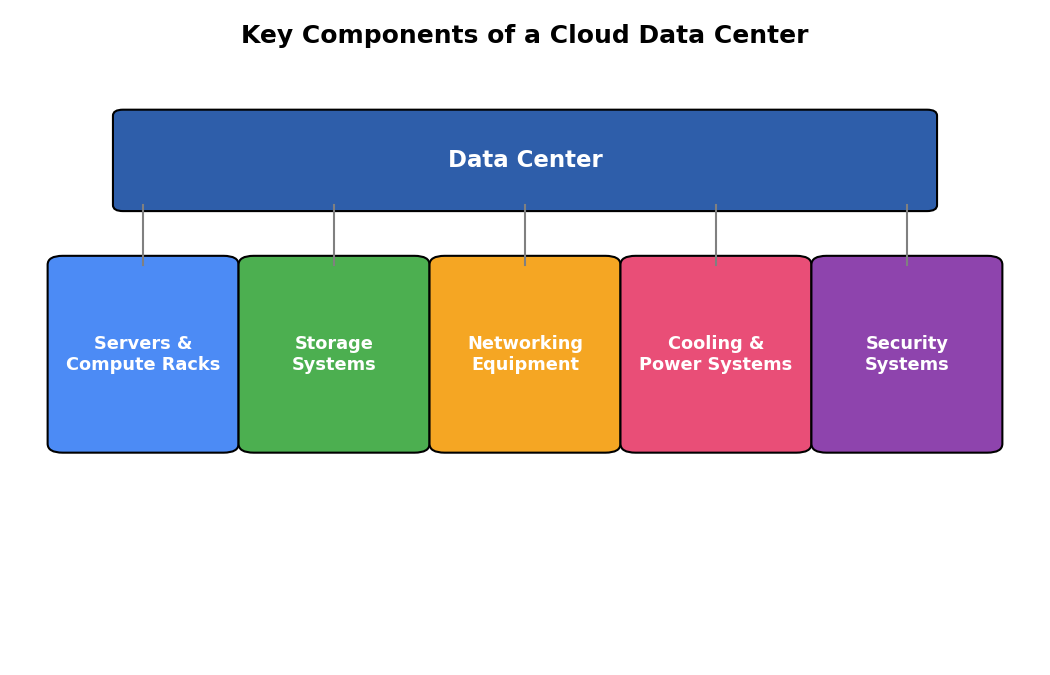 Key Components of a Cloud Data Center
Data Center
Servers &
Compute Racks
Storage
Systems
Networking
Equipment
Cooling &
Power Systems
Security
Systems